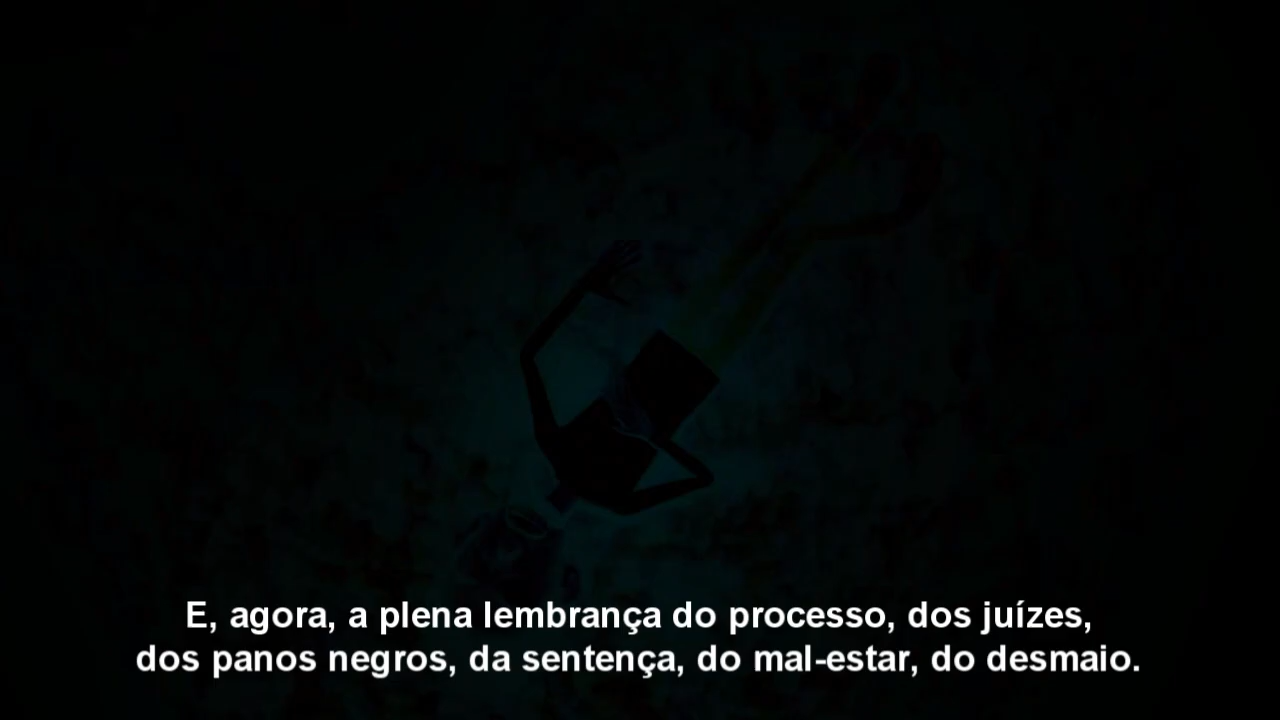 E, agora, a plena lembrança do processo, dos juízes,
dos panos negros, da sentença, do mal-estar, do desmaio.